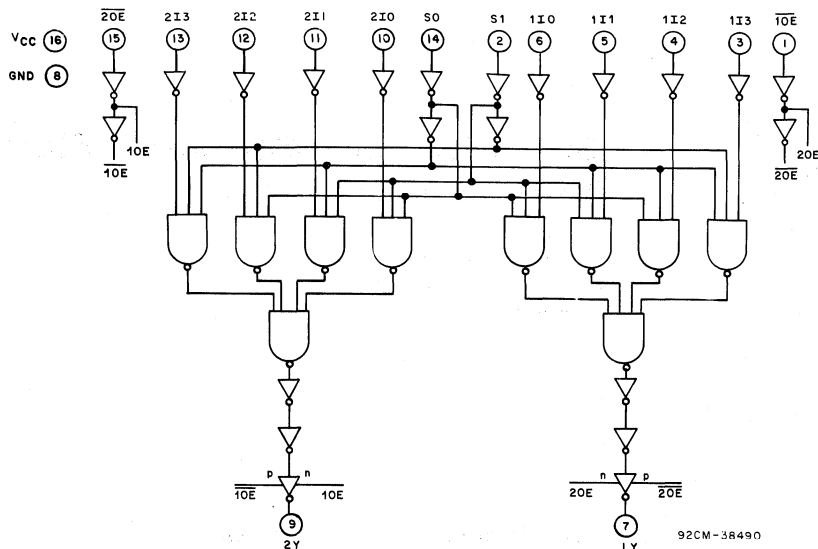 2OE 2I3 2I2 2I1 2I0 S0 S1 1I0 1I1 1I2 1I3 1OE
VCC 16 15 13 12 11 10 14 2 6 5 4 3 1
GND 8
1OE 2OE
1OE 2OE
p n n p
1OE 1OE 2OE 2OE
9 7
2Y 1Y
92CM-38490